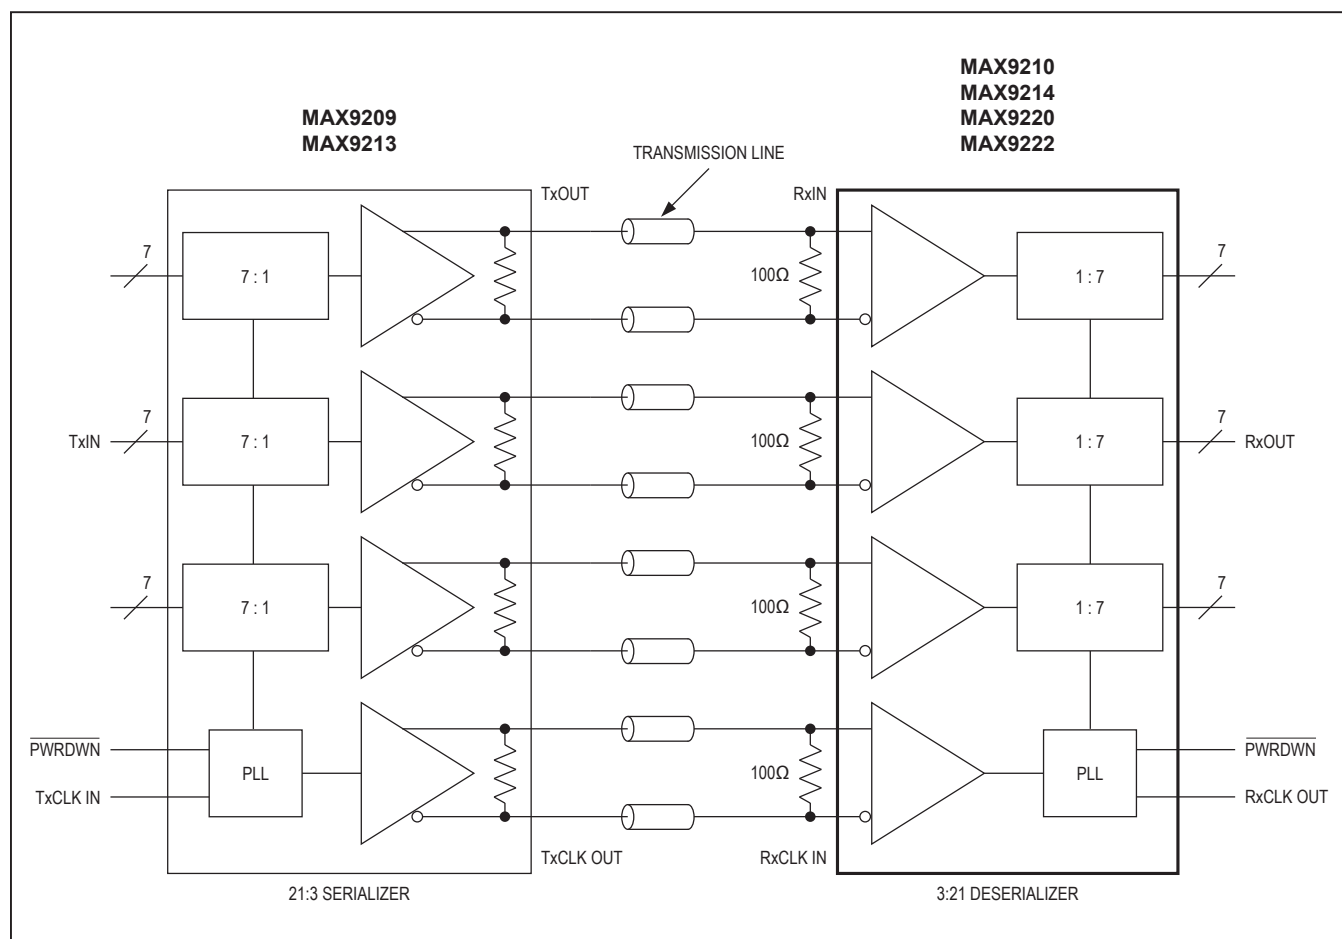 MAX9210
MAX9214
MAX9220
MAX9222
MAX9209
MAX9213
TRANSMISSION LINE
TxOUT
RxIN
7
7 : 1
100Ω
1 : 7
7
7
TxIN
7 : 1
100Ω
1 : 7
7
RxOUT
7
7 : 1
100Ω
1 : 7
7
PWRDWN
TxCLK IN
PLL
100Ω
PLL
PWRDWN
RxCLK OUT
TxCLK OUT
RxCLK IN
21:3 SERIALIZER
3:21 DESERIALIZER